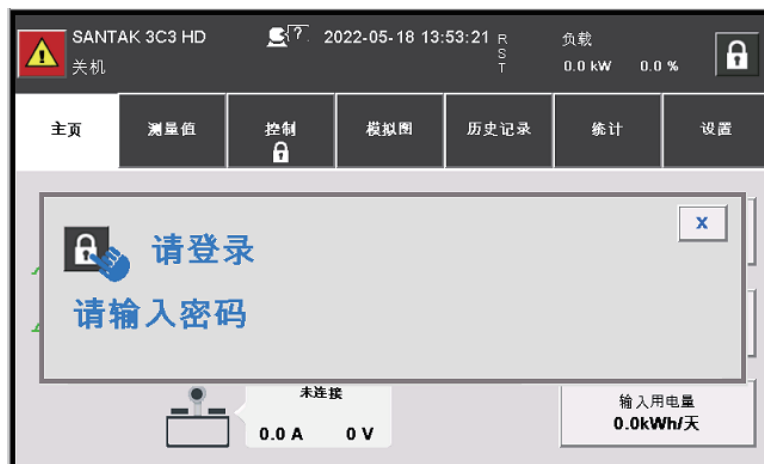 SANTAK 3C3 HD
?
2022-05-18 13:53:21
R
S
T
负载
关机
0.0 kW 0.0 %
主页
测量值
控制
模拟图
历史记录
统计
设置
X
请登录
请输入密码
未连接
0.0 A 0 V
输入用电量
0.0kWh/天